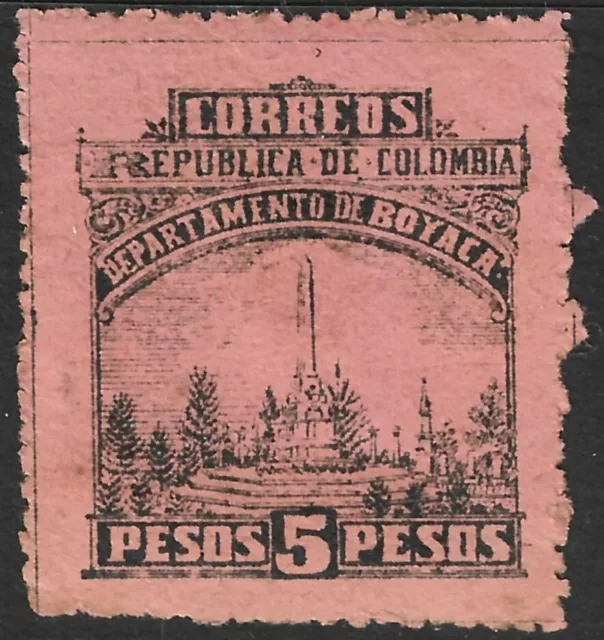 CORREOS
REPUBLICA · DE · COLOMBIA
DEPARTAMENTO DE BOYACA ·
PESOS 5 PESOS